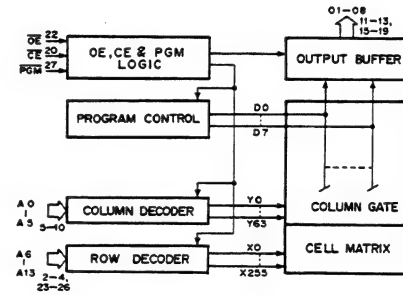 01-08
11-13,
15-19
OE 22
CE 20
PGM 27
OE, CE & PGM
LOGIC
OUTPUT BUFFER
PROGRAM CONTROL
D0
D7
A0
A5 5-10
COLUMN DECODER
Y0
Y63
COLUMN GATE
A6
A13 2-4,
23-26
ROW DECODER
X0
X255
CELL MATRIX